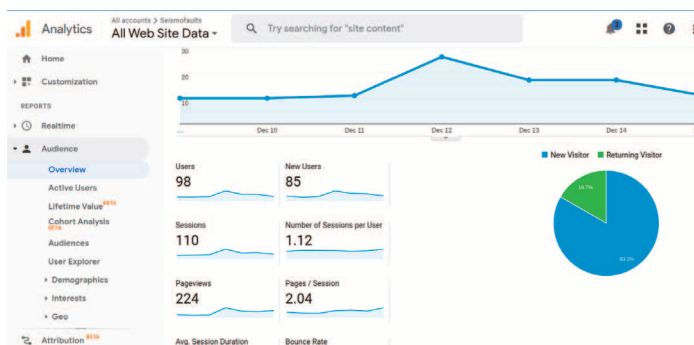 Analytics
All accounts > Seismofaults
All Web Site Data
Try searching for "site content"
Home
Customization
REPORTS
Realtime
Audience
Overview
Active Users
Lifetime Value BETA
Cohort Analysis
BETA
Audiences
User Explorer
Demographics
Interests
Geo
Attribution BETA
30
20
10
...
Dec 10
Dec 11
Dec 12
Dec 13
Dec 14
New Visitor
Returning Visitor
16.7%
83.3%
Users
98
New Users
85
Sessions
110
Number of Sessions per User
1.12
Pageviews
224
Pages / Session
2.04
Avg. Session Duration
Bounce Rate